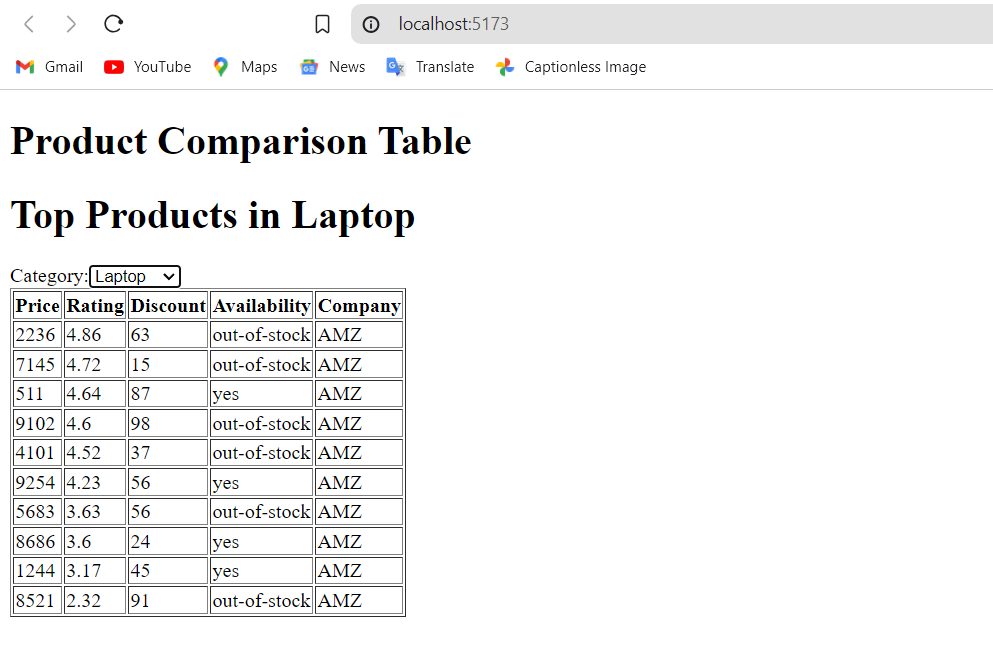 localhost:5173
Gmail YouTube Maps News Translate Captionless Image
Product Comparison Table
Top Products in Laptop
Category: Laptop
Price Rating Discount Availability Company
2236 4.86 63 out-of-stock AMZ
7145 4.72 15 out-of-stock AMZ
511 4.64 87 yes AMZ
9102 4.6 98 out-of-stock AMZ
4101 4.52 37 out-of-stock AMZ
9254 4.23 56 yes AMZ
5683 3.63 56 out-of-stock AMZ
8686 3.6 24 yes AMZ
1244 3.17 45 yes AMZ
8521 2.32 91 out-of-stock AMZ